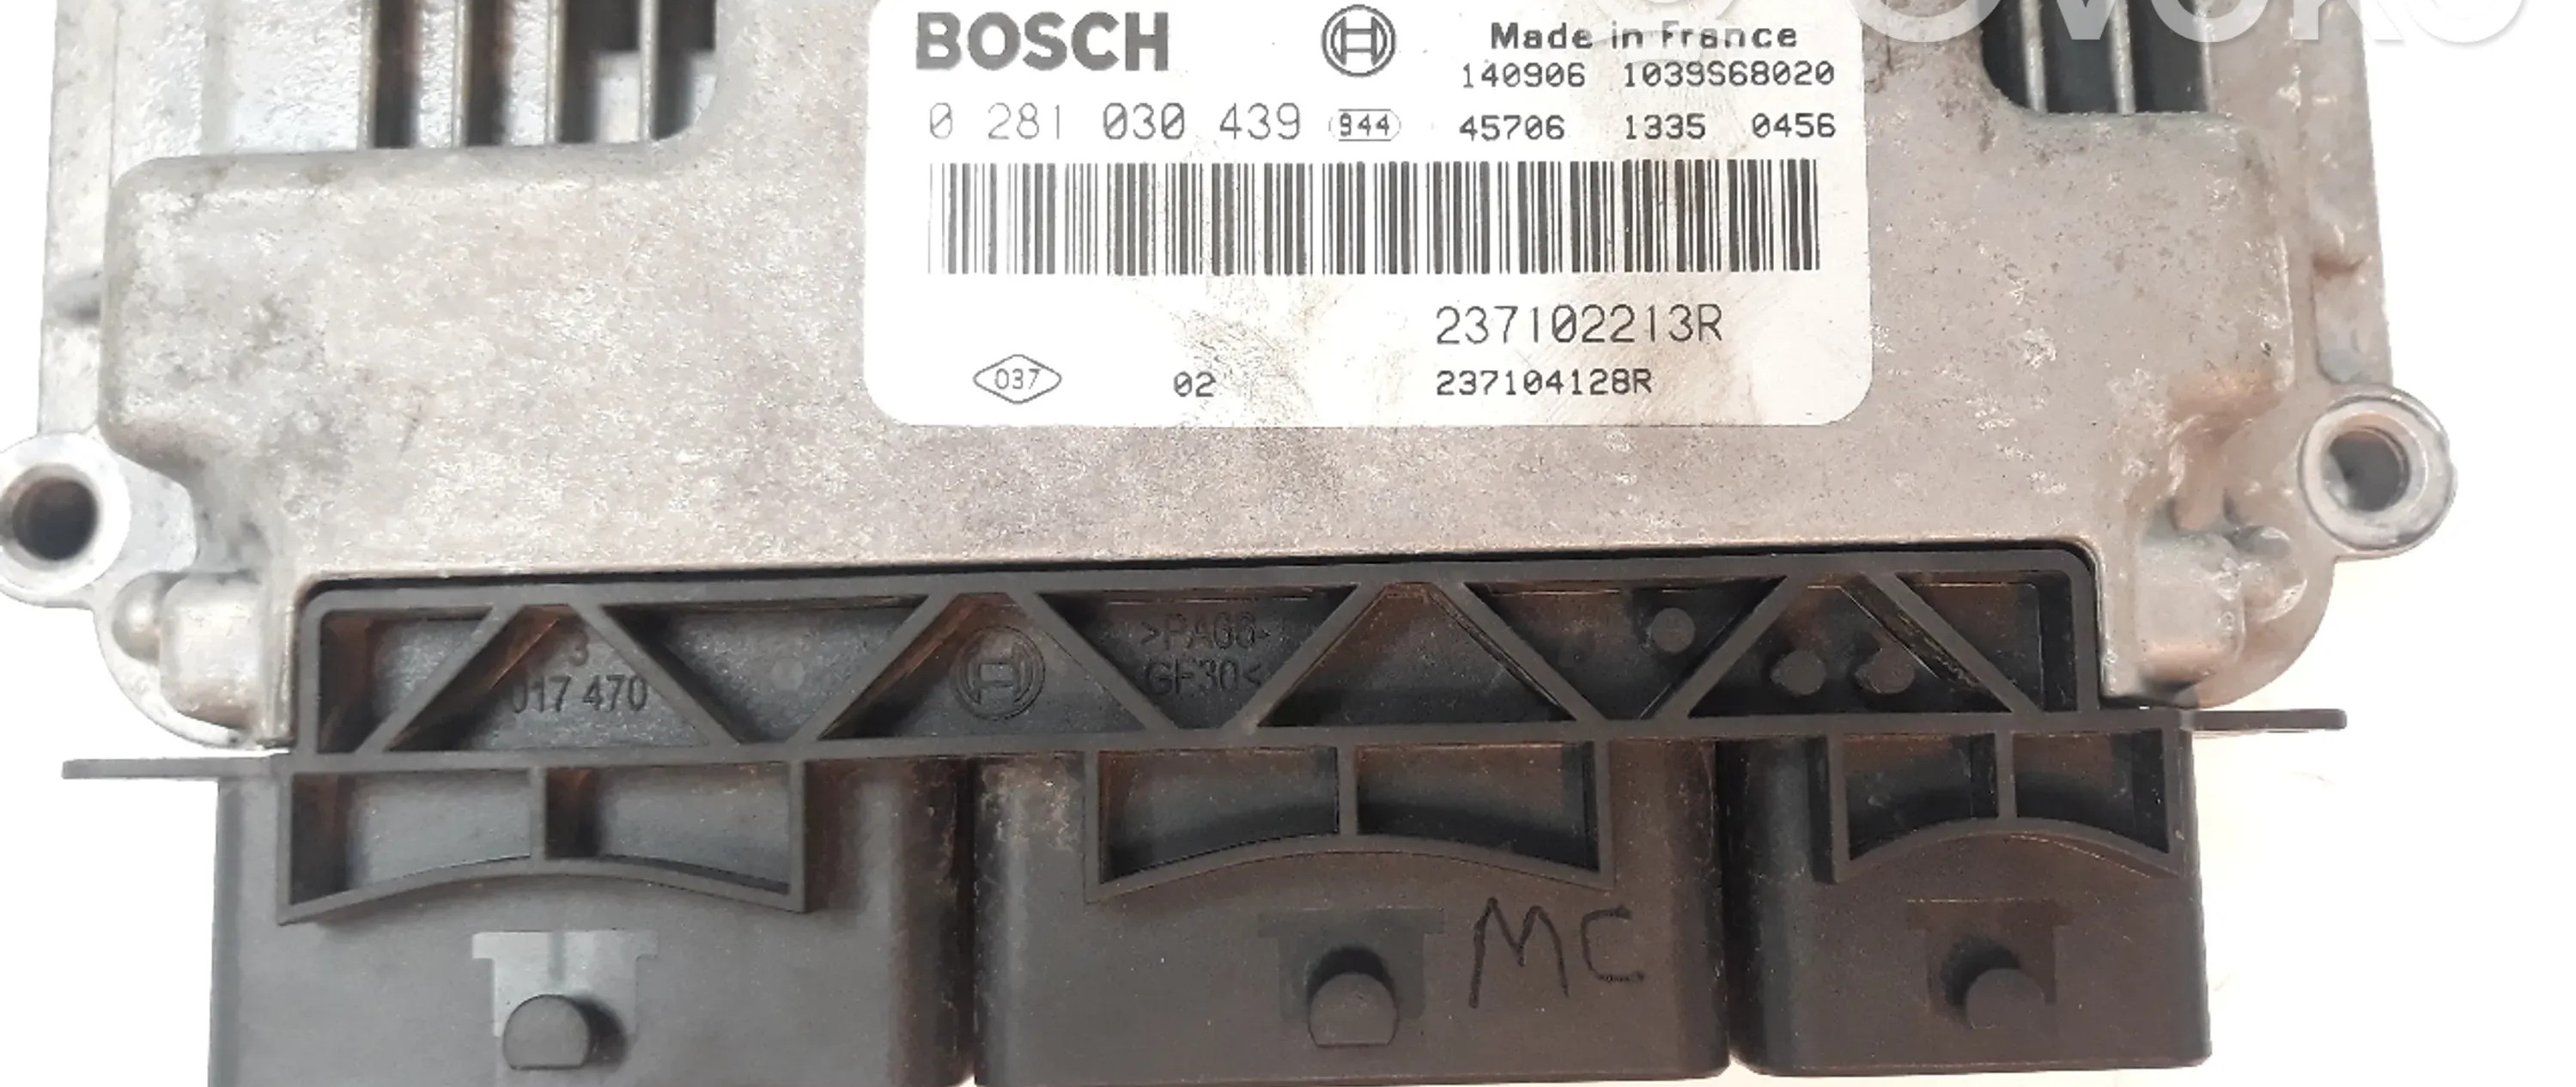 BOSCH
Made in France
140906 1039S68020
0 281 030 439 944 45706 1335 0456
237102213R
037 02 237104128R
3
017 470
>PA66-
GF30<
MC